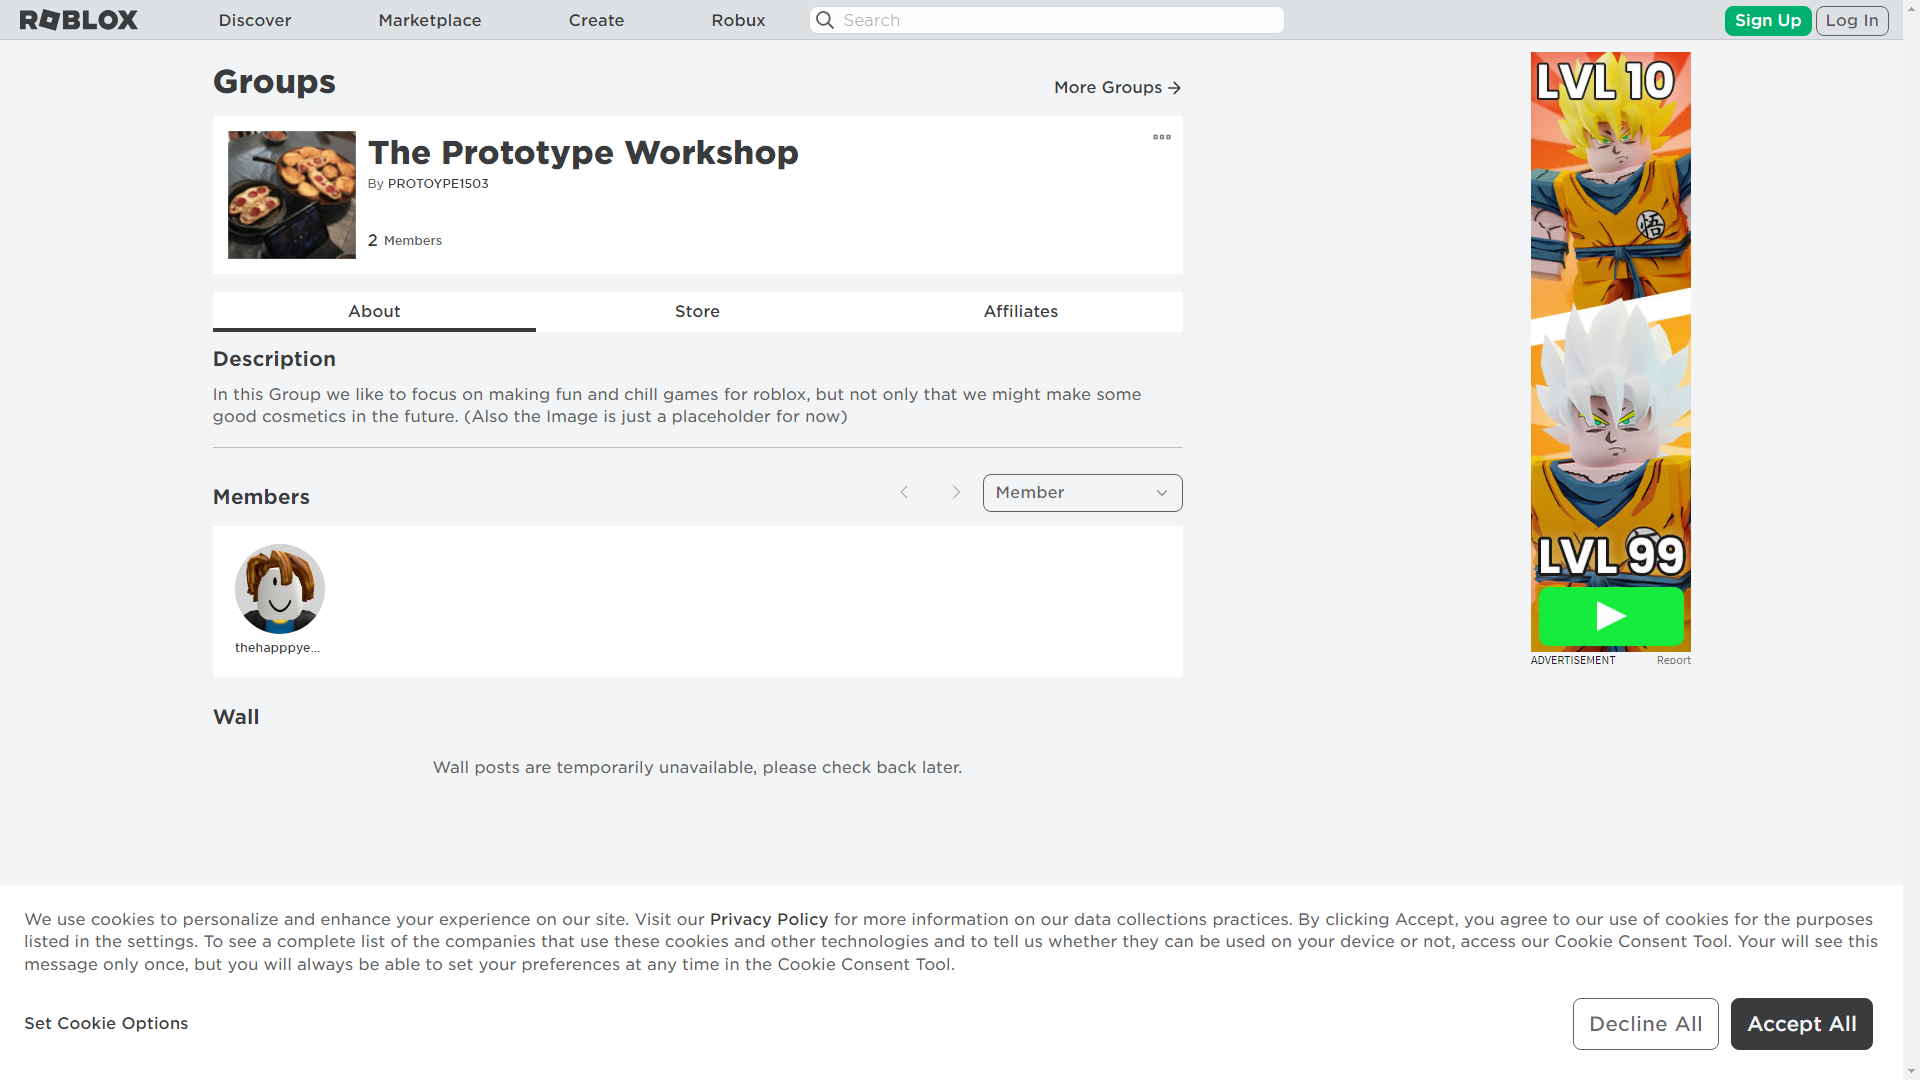 ROBLOX
Discover
Marketplace
Create
Robux
Search
Sign Up
Log In
Groups
More Groups
The Prototype Workshop
By PROTOYPE1503
2 Members
About
Store
Affiliates
Description
In this Group we like to focus on making fun and chill games for roblox, but not only that we might make some
good cosmetics in the future. (Also the Image is just a placeholder for now)
Members
Member
thehapppye...
Wall
Wall posts are temporarily unavailable, please check back later.
LVL 10
悟
LVL 99
ADVERTISEMENT
Report
We use cookies to personalize and enhance your experience on our site. Visit our Privacy Policy for more information on our data collections practices. By clicking Accept, you agree to our use of cookies for the purposes
listed in the settings. To see a complete list of the companies that use these cookies and other technologies and to tell us whether they can be used on your device or not, access our Cookie Consent Tool. Your will see this
message only once, but you will always be able to set your preferences at any time in the Cookie Consent Tool.
Set Cookie Options
Decline All
Accept All